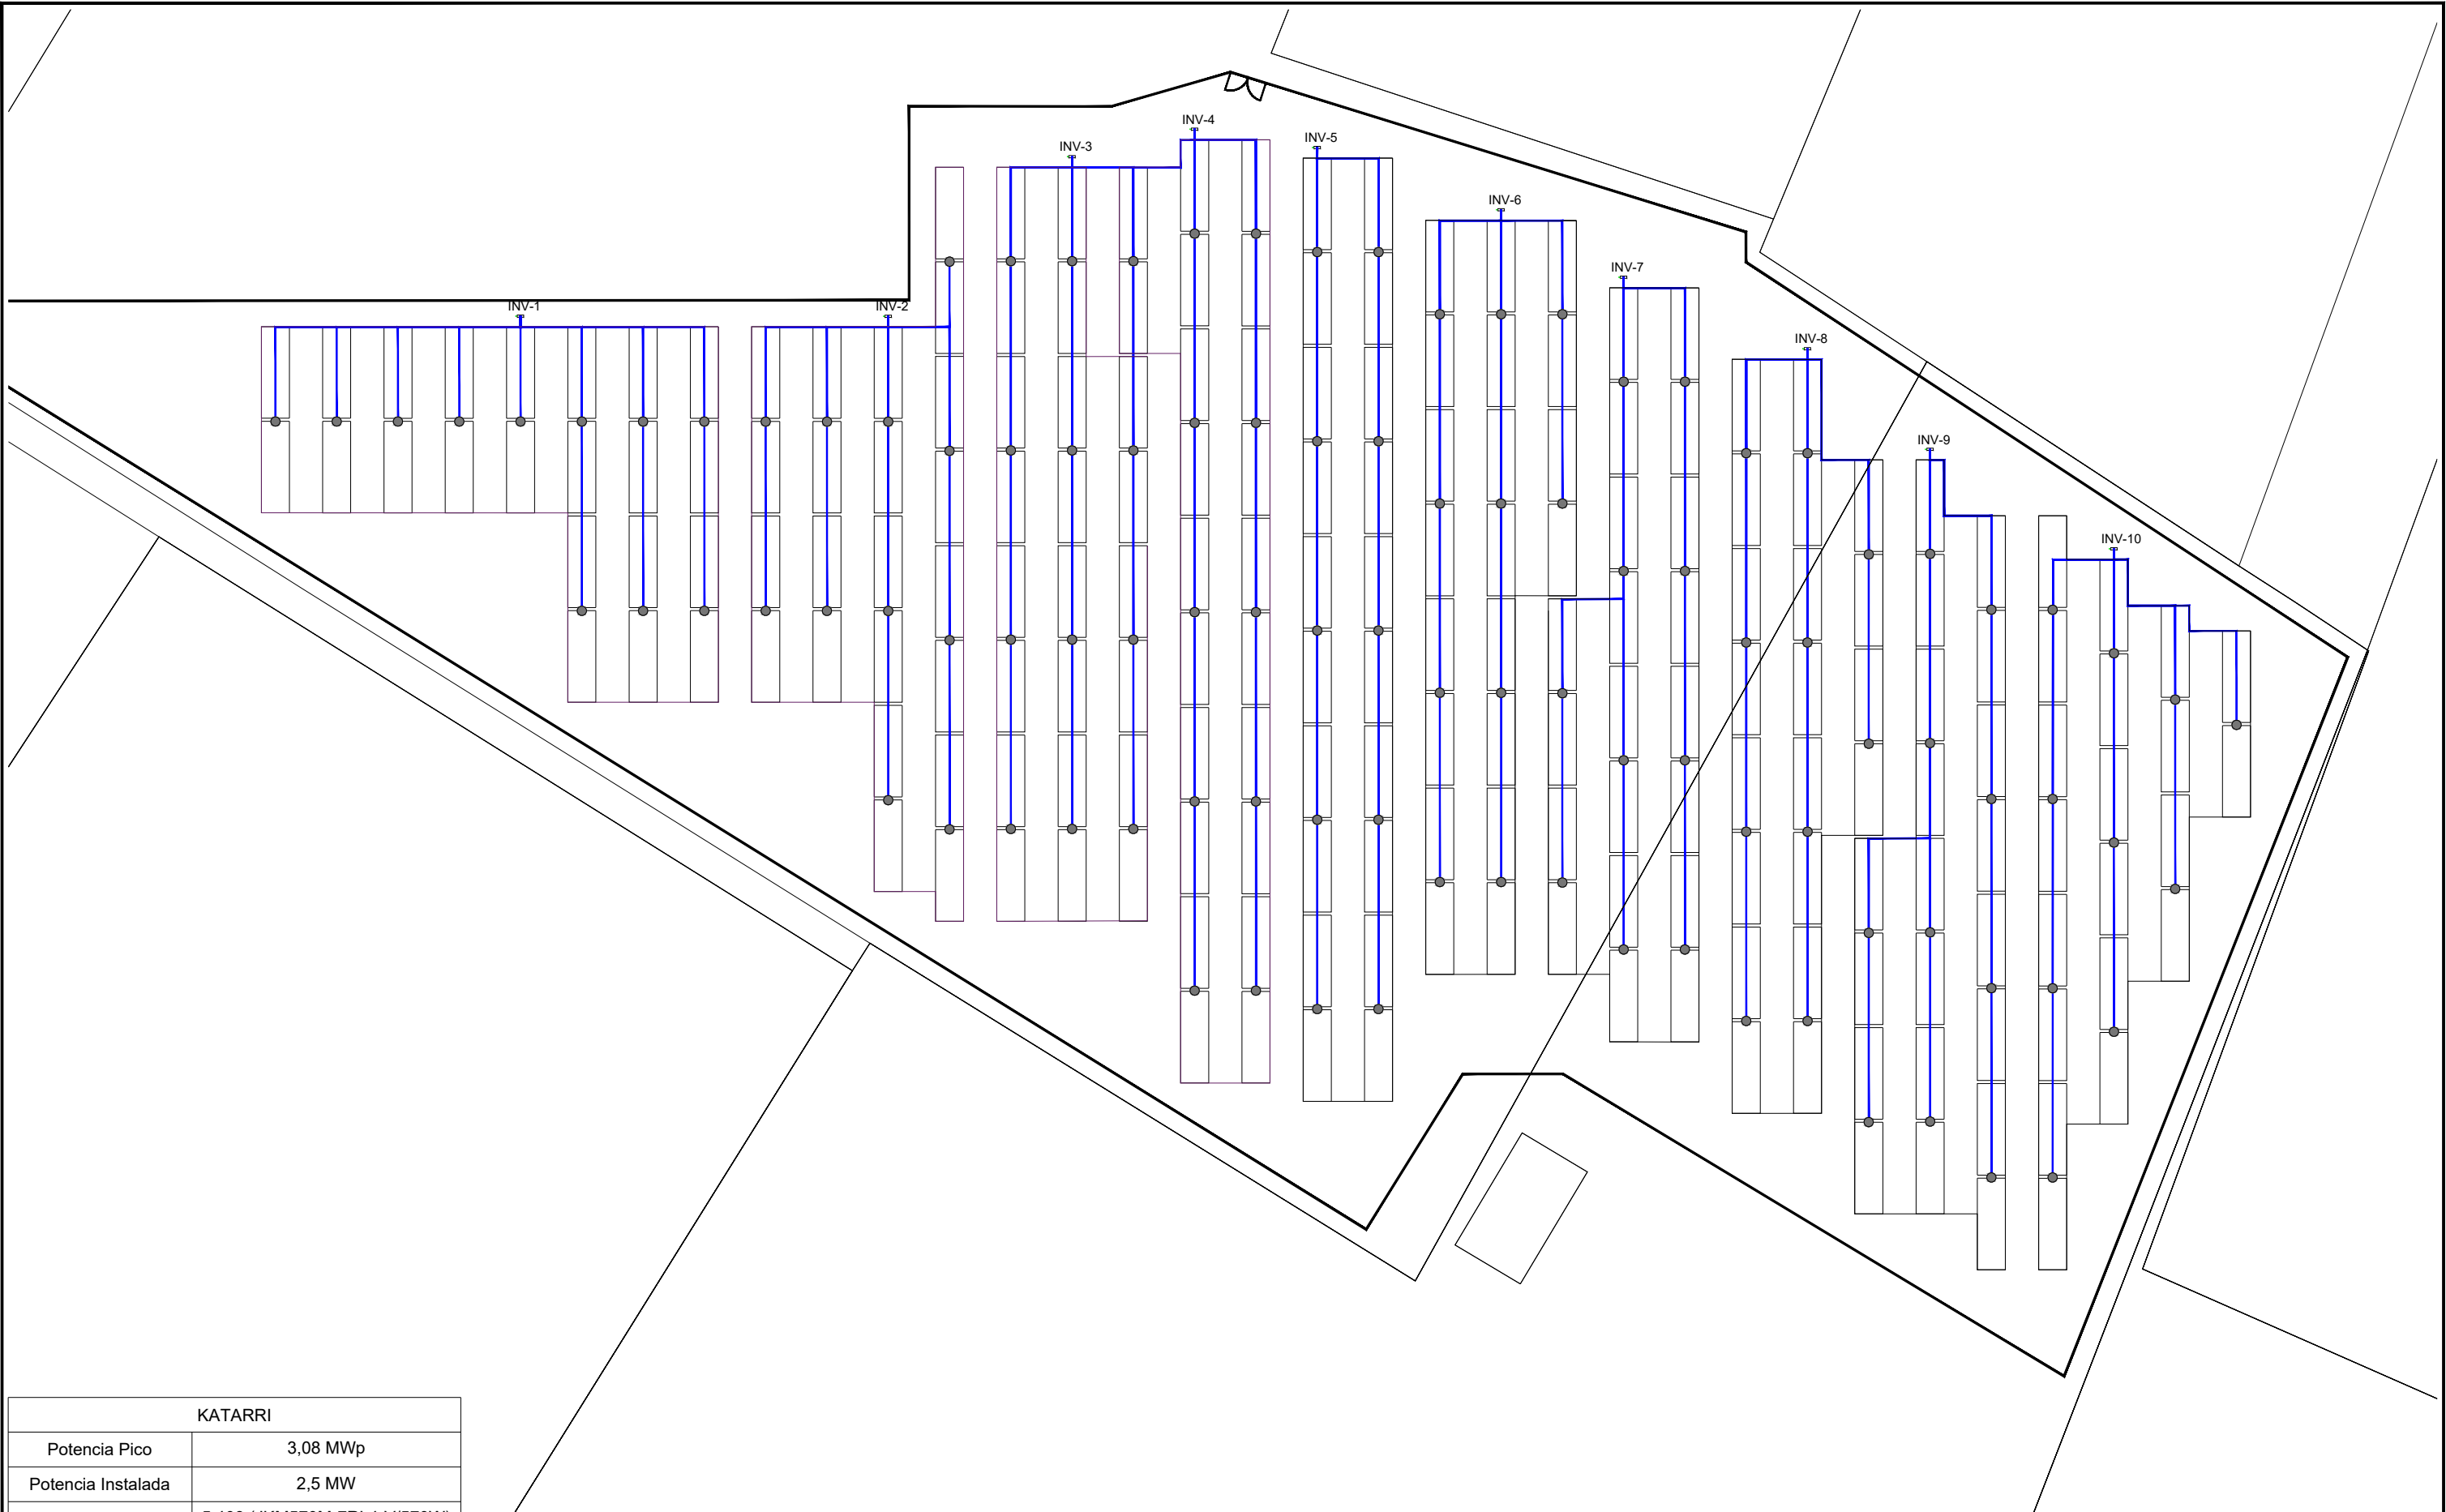 INV-4
INV-5
INV-3
INV-6
INV-7
INV-1
INV-2
INV-8
INV-9
INV-10
KATARRI
Potencia Pico 3,08 MWp
Potencia Instalada 2,5 MW